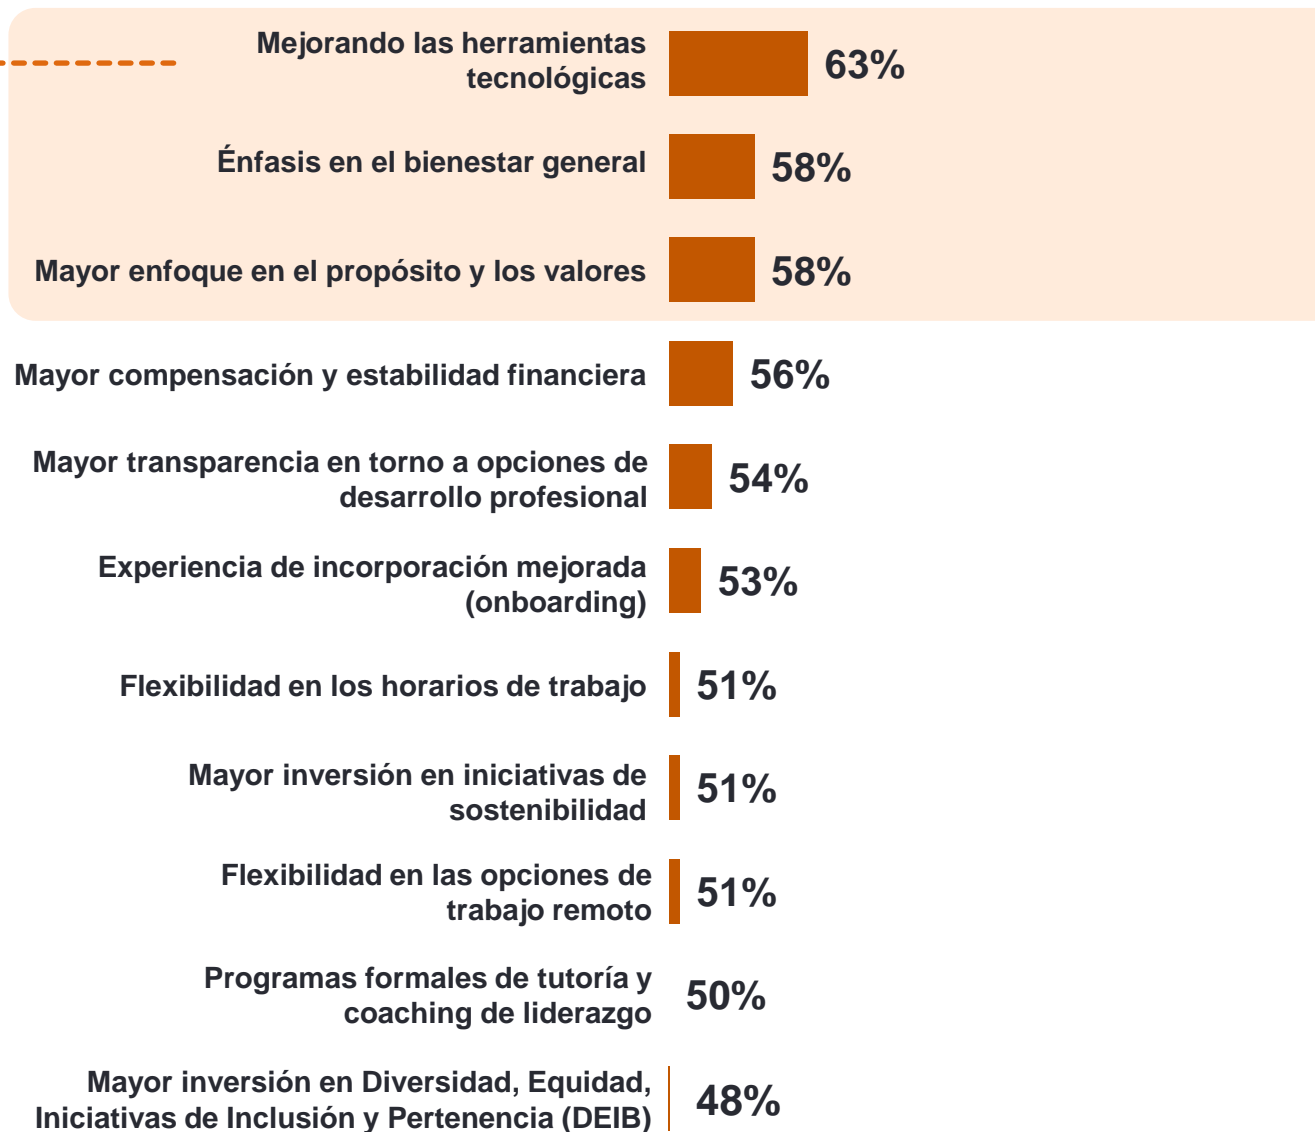 Mejorando las herramientas
tecnológicas
63%
Énfasis en el bienestar general
58%
Mayor enfoque en el propósito y los valores
58%
Mayor compensación y estabilidad financiera
56%
Mayor transparencia en torno a opciones de
desarrollo profesional
54%
Experiencia de incorporación mejorada
(onboarding)
53%
Flexibilidad en los horarios de trabajo
51%
Mayor inversión en iniciativas de
sostenibilidad
51%
Flexibilidad en las opciones de
trabajo remoto
51%
Programas formales de tutoría y
coaching de liderazgo
50%
Mayor inversión en Diversidad, Equidad,
Iniciativas de Inclusión y Pertenencia (DEIB)
48%